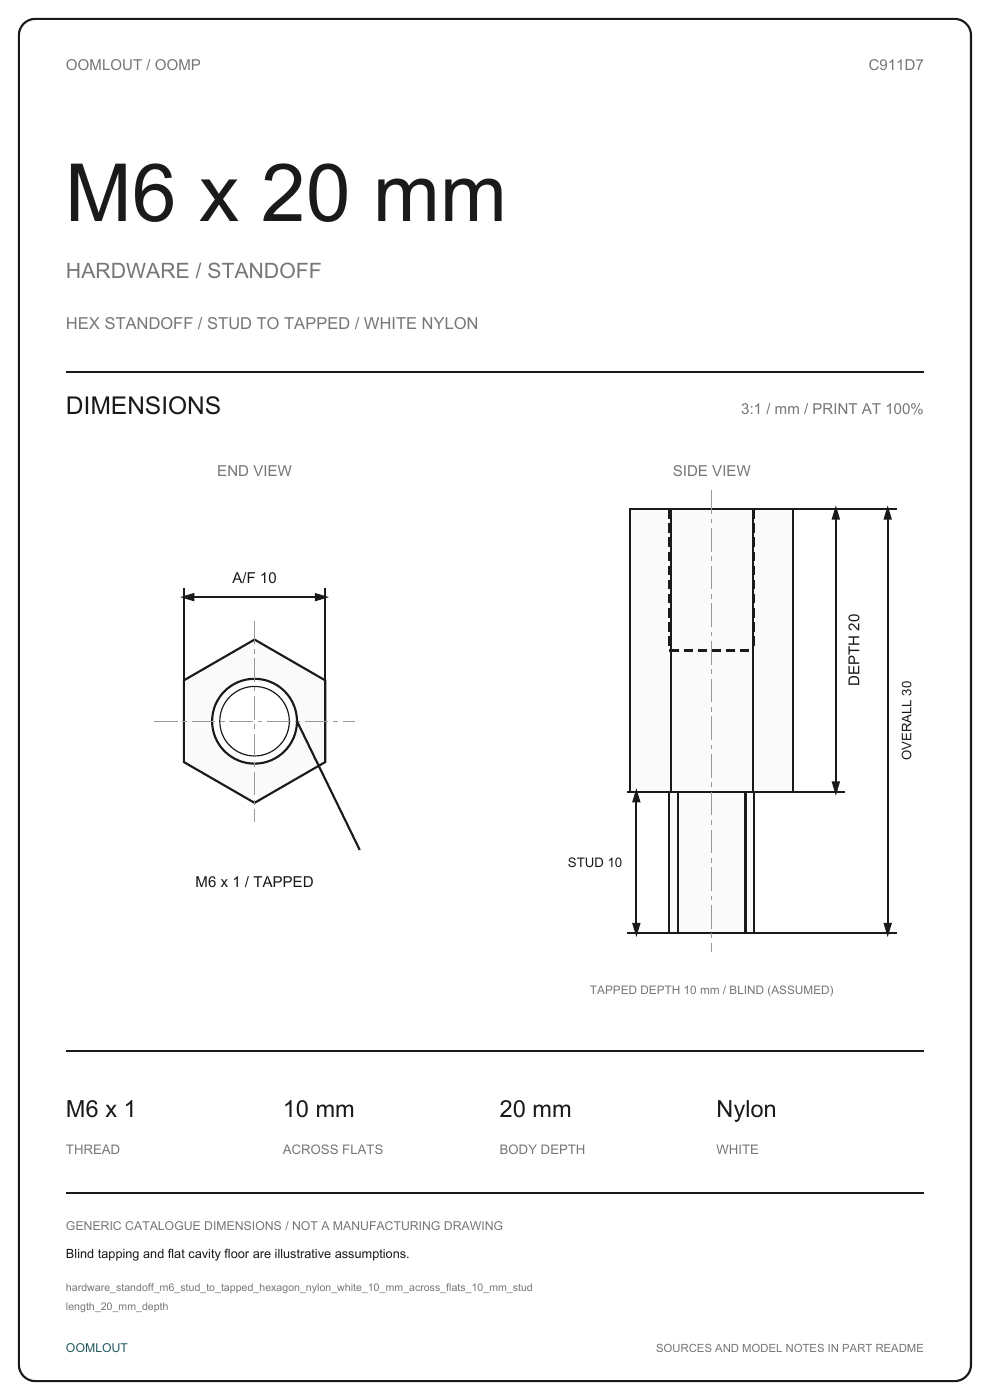 OOMLOUT / OOMP
C911D7
M6 x 20 mm
HARDWARE / STANDOFF
HEX STANDOFF / STUD TO TAPPED / WHITE NYLON
DIMENSIONS
3:1 / mm / PRINT AT 100%
END VIEW
SIDE VIEW
A/F 10
M6 x 1 / TAPPED
DEPTH 20
OVERALL 30
STUD 10
TAPPED DEPTH 10 mm / BLIND (ASSUMED)
M6 x 1
10 mm
20 mm
Nylon
THREAD
ACROSS FLATS
BODY DEPTH
WHITE
GENERIC CATALOGUE DIMENSIONS / NOT A MANUFACTURING DRAWING
Blind tapping and flat cavity floor are illustrative assumptions.
hardware_standoff_m6_stud_to_tapped_hexagon_nylon_white_10_mm_across_flats_10_mm_stud
length_20_mm_depth
OOMLOUT
SOURCES AND MODEL NOTES IN PART README